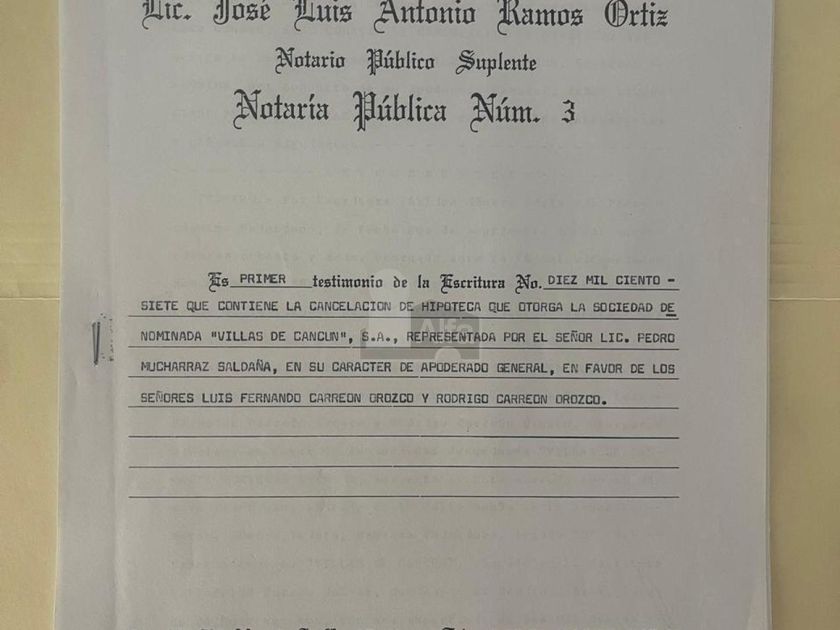 Lic. José Luis Antonio Ramos Ortiz
Notario Público Suplente
Notaría Pública Núm. 3
Es PRIMER testimonio de la Escritura No. DIEZ MIL CIENTO -
SIETE QUE CONTIENE LA CANCELACION DE HIPOTECA QUE OTORGA LA SOCIEDAD DE
NOMINADA "VILLAS DE CANCUN", S.A., REPRESENTADA POR EL SEÑOR LIC. PEDRO
MUCHARRAZ SALDAÑA, EN SU CARACTER DE APODERADO GENERAL, EN FAVOR DE LOS
SEÑORES LUIS FERNANDO CARREON OROZCO Y RODRIGO CARREON OROZCO.
Alfa